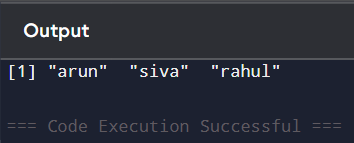 Output
[1] "arun"  "siva"  "rahul"
=== Code Execution Successful ===